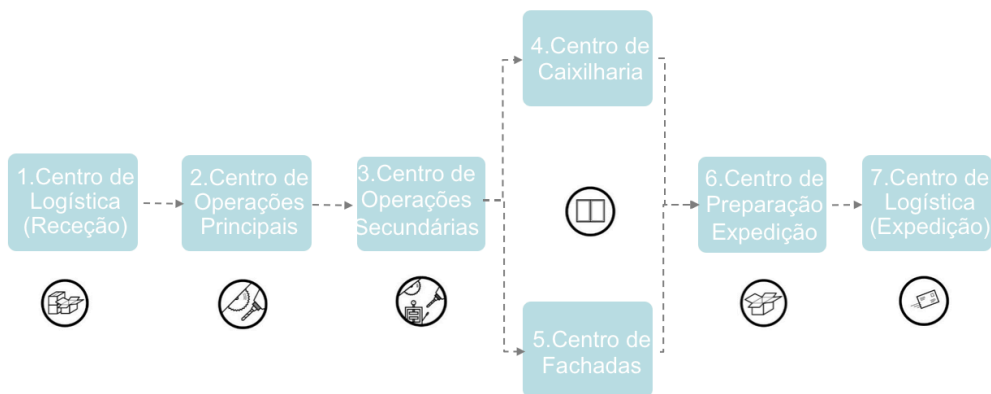 1.Centro de
Logística
(Receção)
2.Centro de
Operações
Principais
3.Centro de
Operações
Secundárias
4.Centro de
Caixilharia
5.Centro de
Fachadas
6.Centro de
Preparação
Expedição
7.Centro de
Logística
(Expedição)